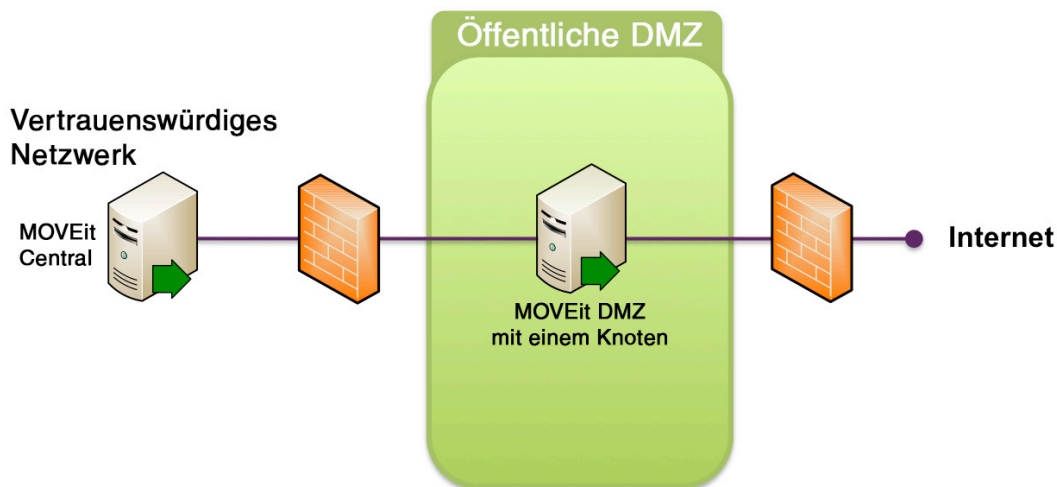 Öffentliche DMZ
Vertrauenswürdiges
Netzwerk
MOVEit
Central
MOVEit DMZ
mit einem Knoten
Internet